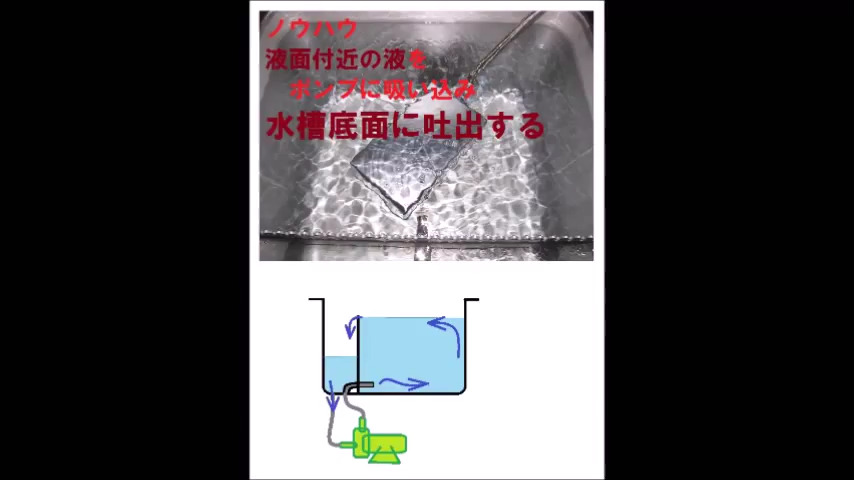 ノウハウ
液面付近の液を
ポンプに吸い込み
水槽底面に吐出する